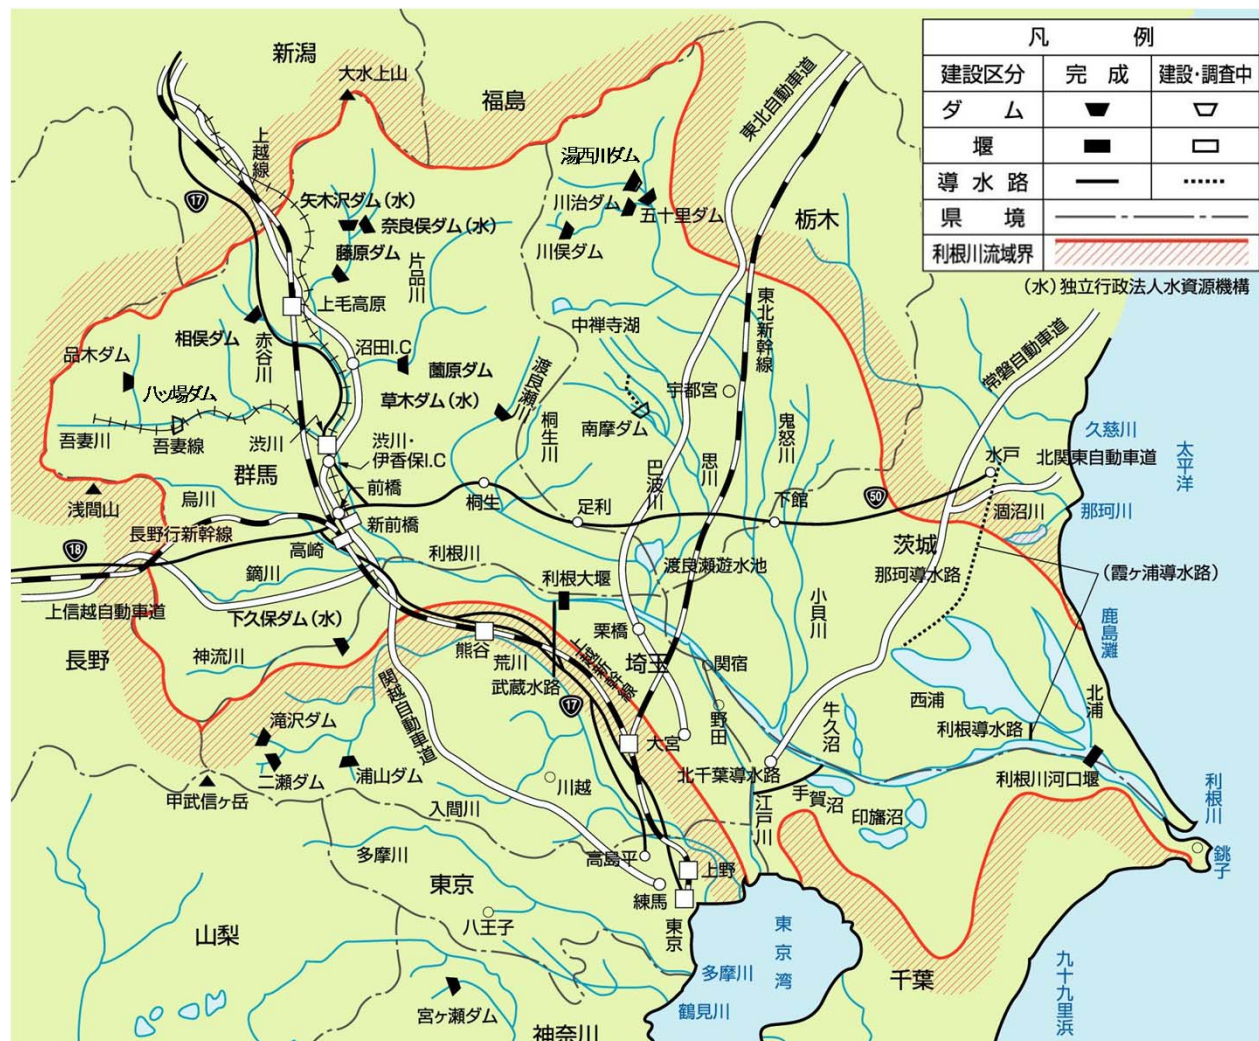 凡 例
建設区分 完 成 建設・調査中
ダ ム
堰
導 水 路
県 境
利根川流域界
(水)独立行政法人水資源機構
新潟
大水上山
福島
東北自動車道
上越線
17
湯西川ダム
矢木沢ダム(水)
奈良俣ダム(水)
川治ダム
五十里ダム
栃木
川俣ダム
藤原ダム
片品川
上毛高原
東北新幹線
中禅寺湖
相俣ダム
赤谷川
品木ダム
沼田I.C
薗原ダム
渡良瀬川
常磐自動車道
八ッ場ダム
草木ダム(水)
宇都宮
桐生川
南摩ダム
鬼怒川
吾妻川
吾妻線
渋川
渋川・
伊香保I.C
思川
巴波川
久慈川
太平洋
水戸
北関東自動車道
群馬
前橋
烏川
浅間山
桐生
足利
下館
50
涸沼川
那珂川
長野行新幹線
新前橋
18
高崎
利根川
渡良瀬遊水池
茨城
那珂導水路
(霞ヶ浦導水路)
鏑川
利根大堰
小貝川
上信越自動車道
下久保ダム(水)
栗橋
鹿島灘
長野
神流川
熊谷
荒川
武蔵水路
上越新幹線
埼玉
関宿
関越自動車道
17
西浦
北浦
滝沢ダム
野田
牛久沼
利根導水路
大宮
二瀬ダム
浦山ダム
川越
北千葉導水路
利根川河口堰
甲武信ヶ岳
入間川
江戸川
手賀沼
印旛沼
利根川
多摩川
高島平
上野
銚子
東京
練馬
八王子
東京
東京湾
山梨
千葉
九十九里浜
多摩川
鶴見川
宮ヶ瀬ダム
神奈川